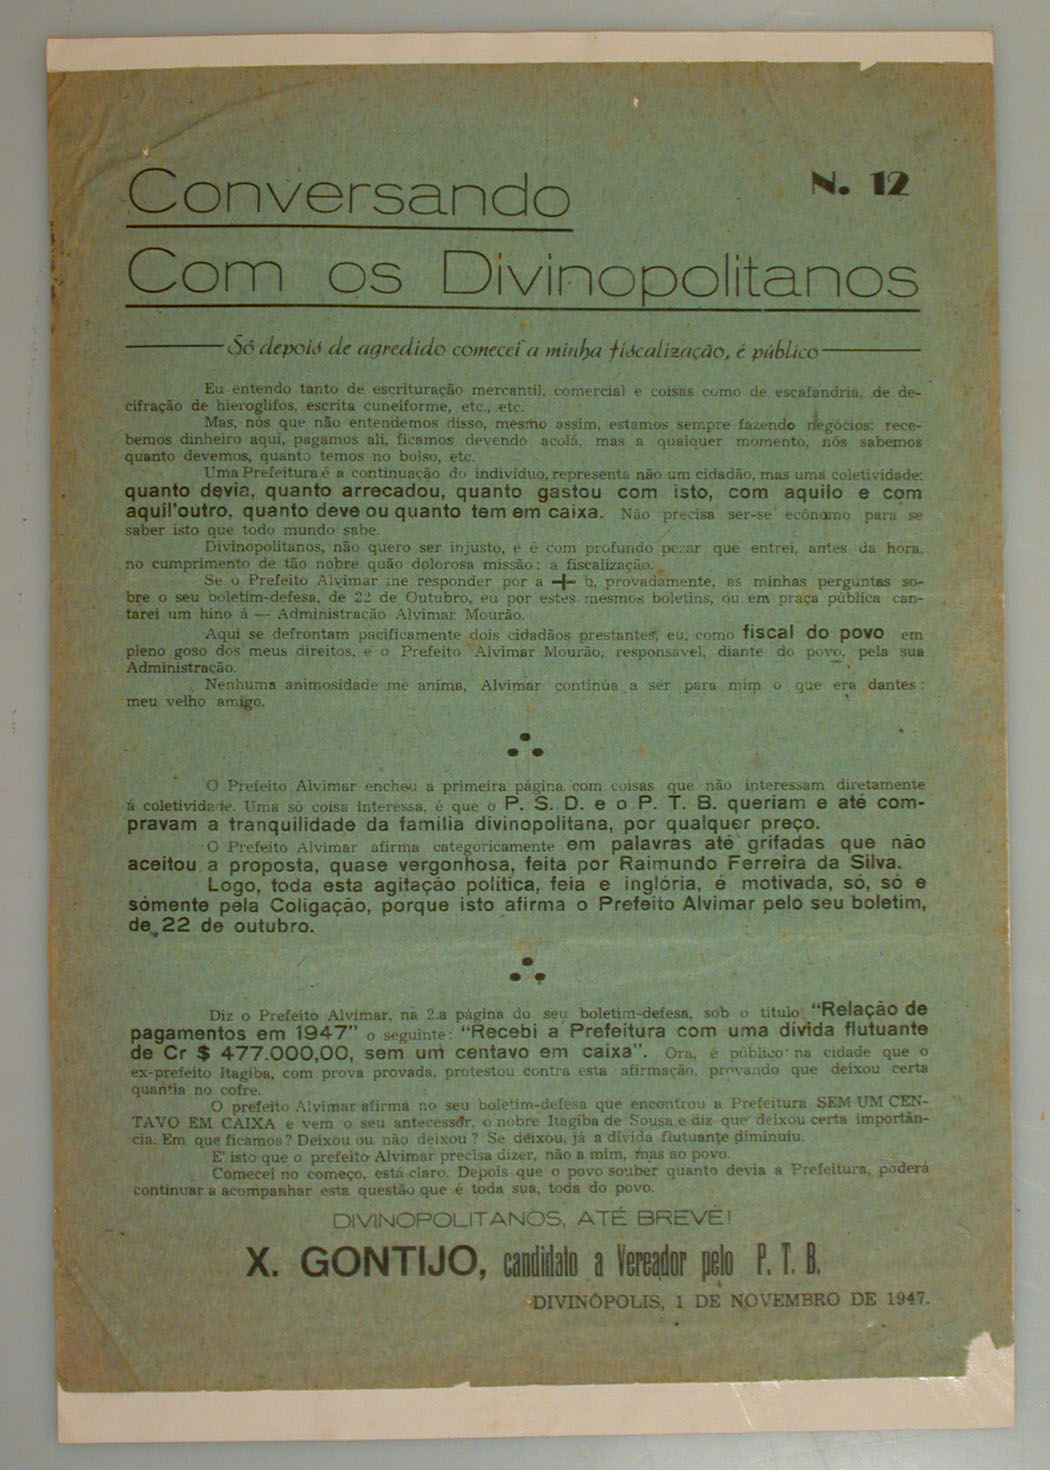 N. 12
Conversando
Com os Divinopolitanos
Só depois de agredido comecei a minha fiscalização, é público
Eu entendo tanto de escrituração mercantil, comercial e coisas como de escafandria, de de-
cifração de hieroglifos, escrita cuneiforme, etc., etc.
Mas, nós que não entendemos disso, mesmo assim, estamos sempre fazendo negócios: rece-
bemos dinheiro aqui, pagamos ali, ficamos devendo acolá, mas a qualquer momento, nós sabemos
quanto devemos, quanto temos no bolso, etc.
Uma Prefeitura é a continuação do indivíduo, representa não um cidadão, mas uma coletividade:
quanto devia, quanto arrecadou, quanto gastou com isto, com aquilo e com
aquil'outro, quanto deve ou quanto tem em caixa. Não precisa ser-se ecônomo para se
saber isto que todo mundo sabe.
Divinopolitanos, não quero ser injusto, e é com profundo pezar que entrei, antes da hora,
no cumprimento de tão nobre quão dolorosa missão: a fiscalização.
Se o Prefeito Alvimar me responder por a + b, provadamente, as minhas perguntas so-
bre o seu boletim-defesa, de 22 de Outubro, eu por estes mesmos boletins, ou em praça pública can-
tarei um hino á — Administração Alvimar Mourão.
Aqui se defrontam pacificamente dois cidadãos prestantes, eu, como fiscal do povo em
pleno goso dos meus direitos, e o Prefeito Alvimar Mourão, responsável, diante do povo, pela sua
Administração.
Nenhuma animosidade me anima, Alvimar continúa a ser para mim o que era dantes:
meu velho amigo.
O Prefeito Alvimar encheu a primeira página com coisas que não interessam diretamente
á coletividade. Uma só coisa interessa, é que o P. S. D. e o P. T. B. queriam e até com-
pravam a tranquilidade da familia divinopolitana, por qualquer preço.
O Prefeito Alvimar afirma categoricamente em palavras até grifadas que não
aceitou a proposta, quase vergonhosa, feita por Raimundo Ferreira da Silva.
Logo, toda esta agitação política, feia e inglória, é motivada, só, só e
sómente pela Coligação, porque isto afirma o Prefeito Alvimar pelo seu boletim,
de 22 de outubro.
Diz o Prefeito Alvimar, na 2.a página do seu boletim-defesa, sob o titulo "Relação de
pagamentos em 1947" o seguinte: "Recebi a Prefeitura com uma dívida flutuante
de Cr $ 477.000,00, sem um centavo em caixa". Ora, é público na cidade que o
ex-prefeito Itagiba, com prova provada, protestou contra esta afirmação, provando que deixou certa
quantia no cofre.
O prefeito Alvimar afirma no seu boletim-defesa que encontrou a Prefeitura SEM UM CEN-
TAVO EM CAIXA e vem o seu antecessor, o nobre Itagiba de Sousa e diz que deixou certa importân-
cia. Em que ficamos? Deixou ou não deixou? Se deixou, já a dívida flutuante diminuiu.
E' isto que o prefeito Alvimar precisa dizer, não a mim, mas ao povo.
Comecei no começo, está claro. Depois que o povo souber quanto devia a Prefeitura, poderá
continuar a acompanhar esta questão que é toda sua, toda do povo.
DIVINOPOLITANOS, ATÉ BREVE!
X. GONTIJO, candidato a Vereador pelo P. T. B.
DIVINÓPOLIS, 1 DE NOVEMBRO DE 1947.